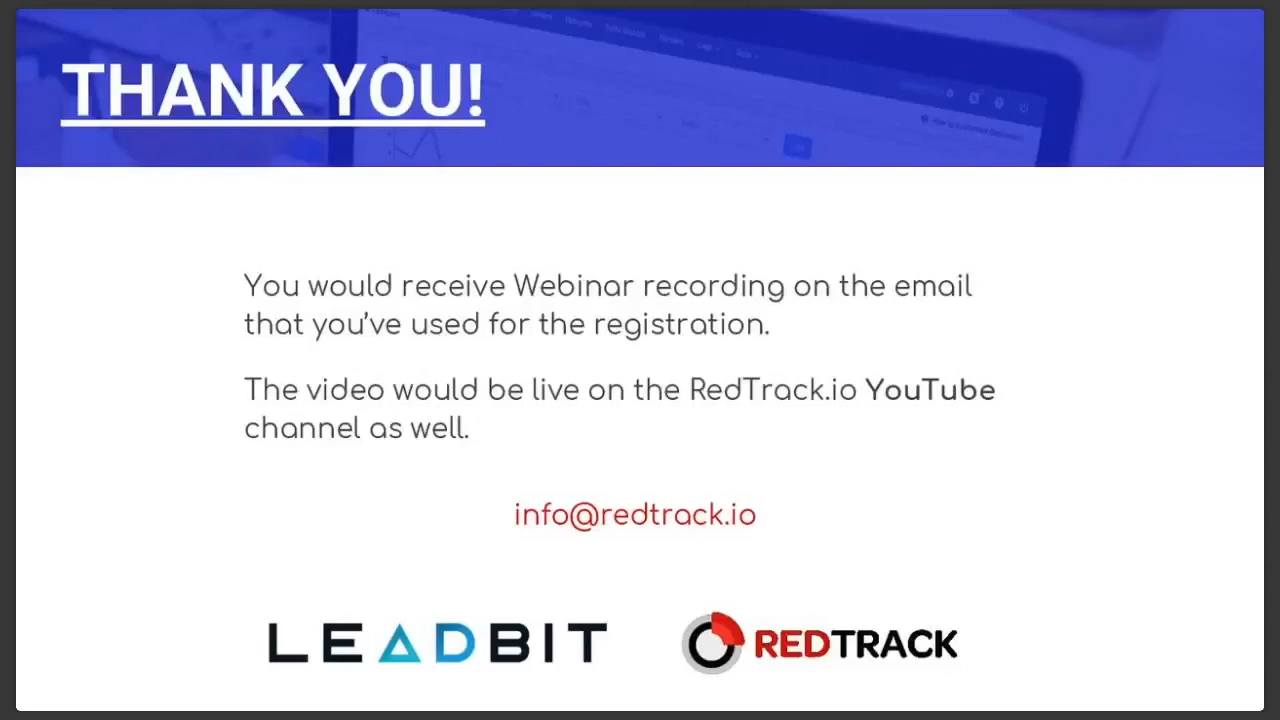 THANK YOU!
You would receive Webinar recording on the email
that you've used for the registration.
The video would be live on the RedTrack.io YouTube
channel as well.
info@redtrack.io
LEADBIT
REDTRACK